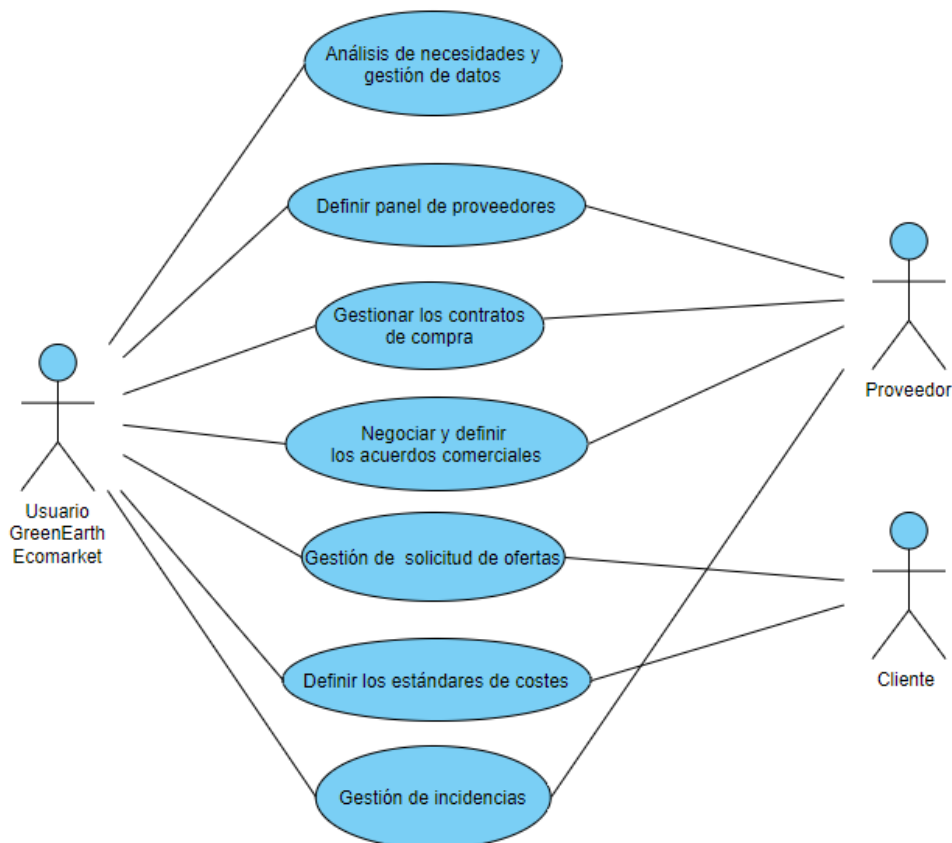 Análisis de necesidades y
gestión de datos
Definir panel de proveedores
Gestionar los contratos
de compra
Proveedor
Negociar y definir
los acuerdos comerciales
Usuario
GreenEarth
Ecomarket
Gestión de solicitud de ofertas
Definir los estándares de costes
Cliente
Gestión de incidencias